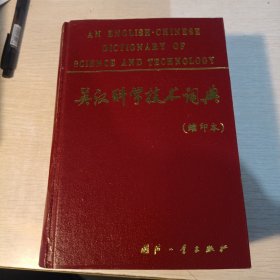 AN ENGLISH-CHINESE
DICTIONARY OF
SCIENCE AND TECHNOLOGY
英汉科学技术词典
(缩印本)
国防工业出版社